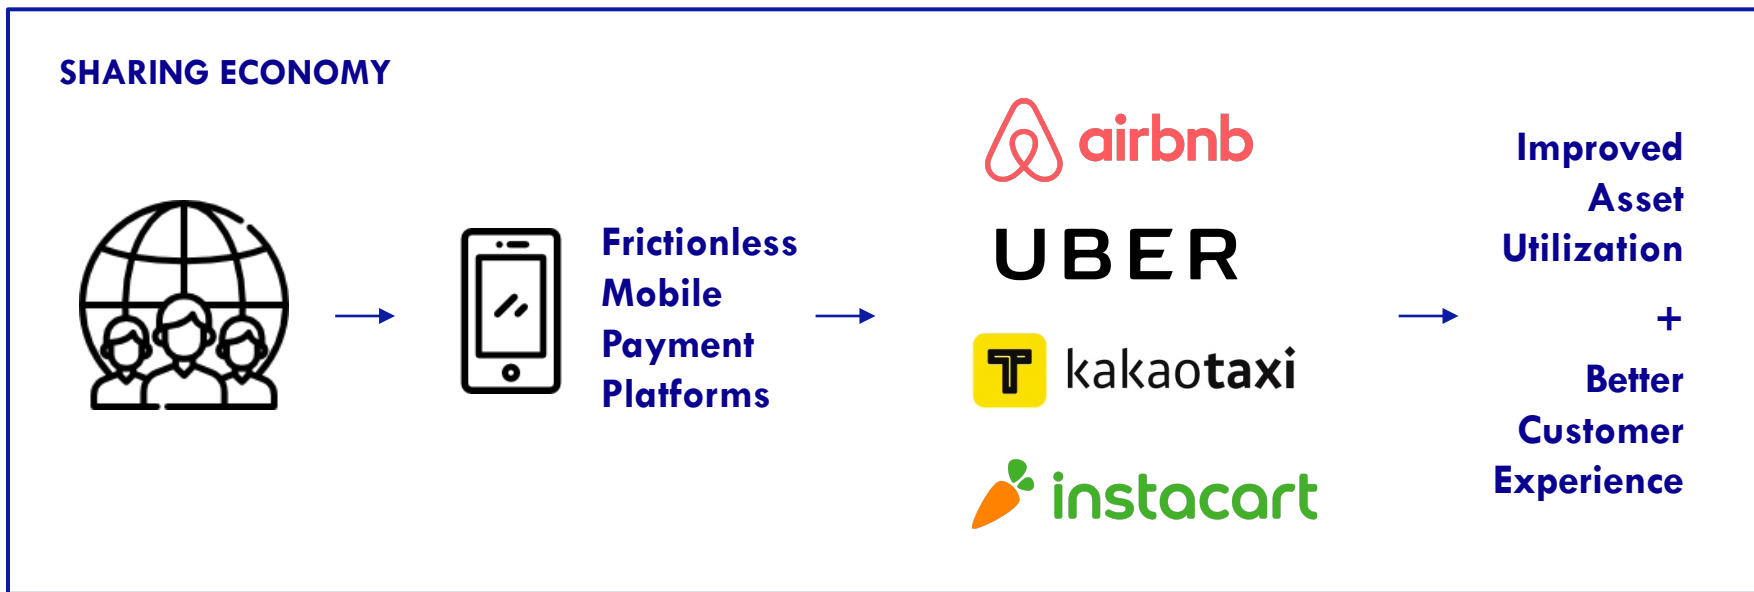 SHARING ECONOMY
Frictionless
Mobile
Payment
Platforms
airbnb
UBER
T kakaotaxi
instacart
Improved
Asset
Utilization
+
Better
Customer
Experience